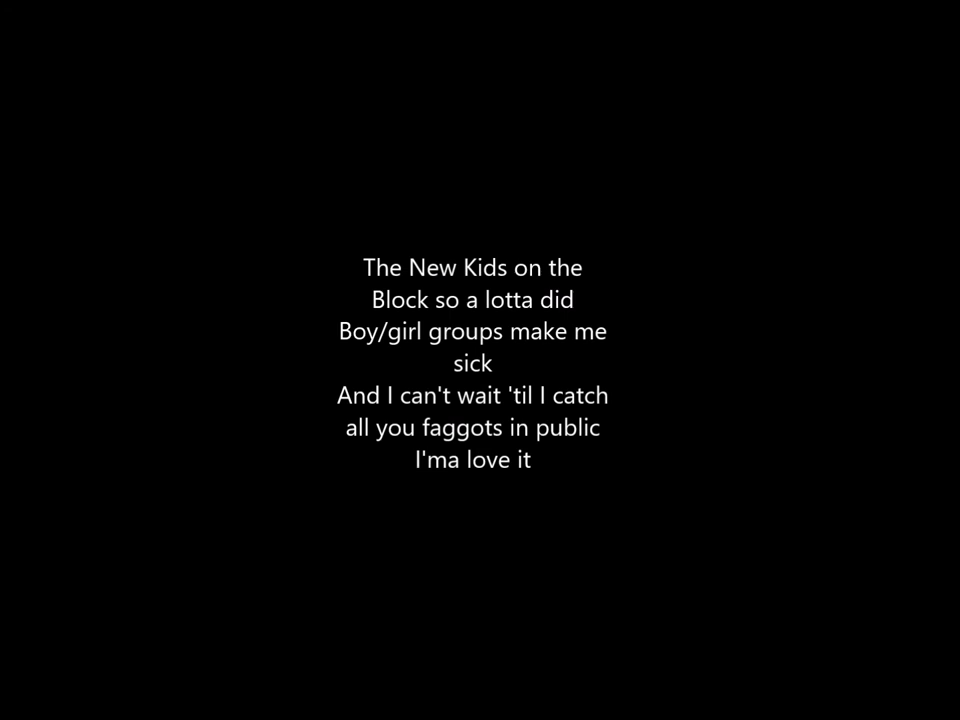 The New Kids on the
Block so a lotta did
Boy/girl groups make me
sick
And I can't wait 'til I catch
all you faggots in public
I'ma love it